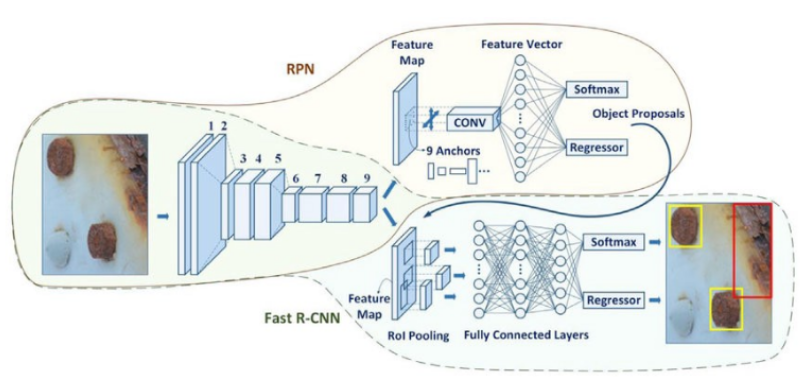 RPN
Feature
Map
Feature Vector
CONV
Softmax
Regressor
Object Proposals
9 Anchors
1 2
3 4 5
6 7 8 9
Fast R-CNN
Feature
Map
RoI Pooling
Fully Connected Layers
Softmax
Regressor